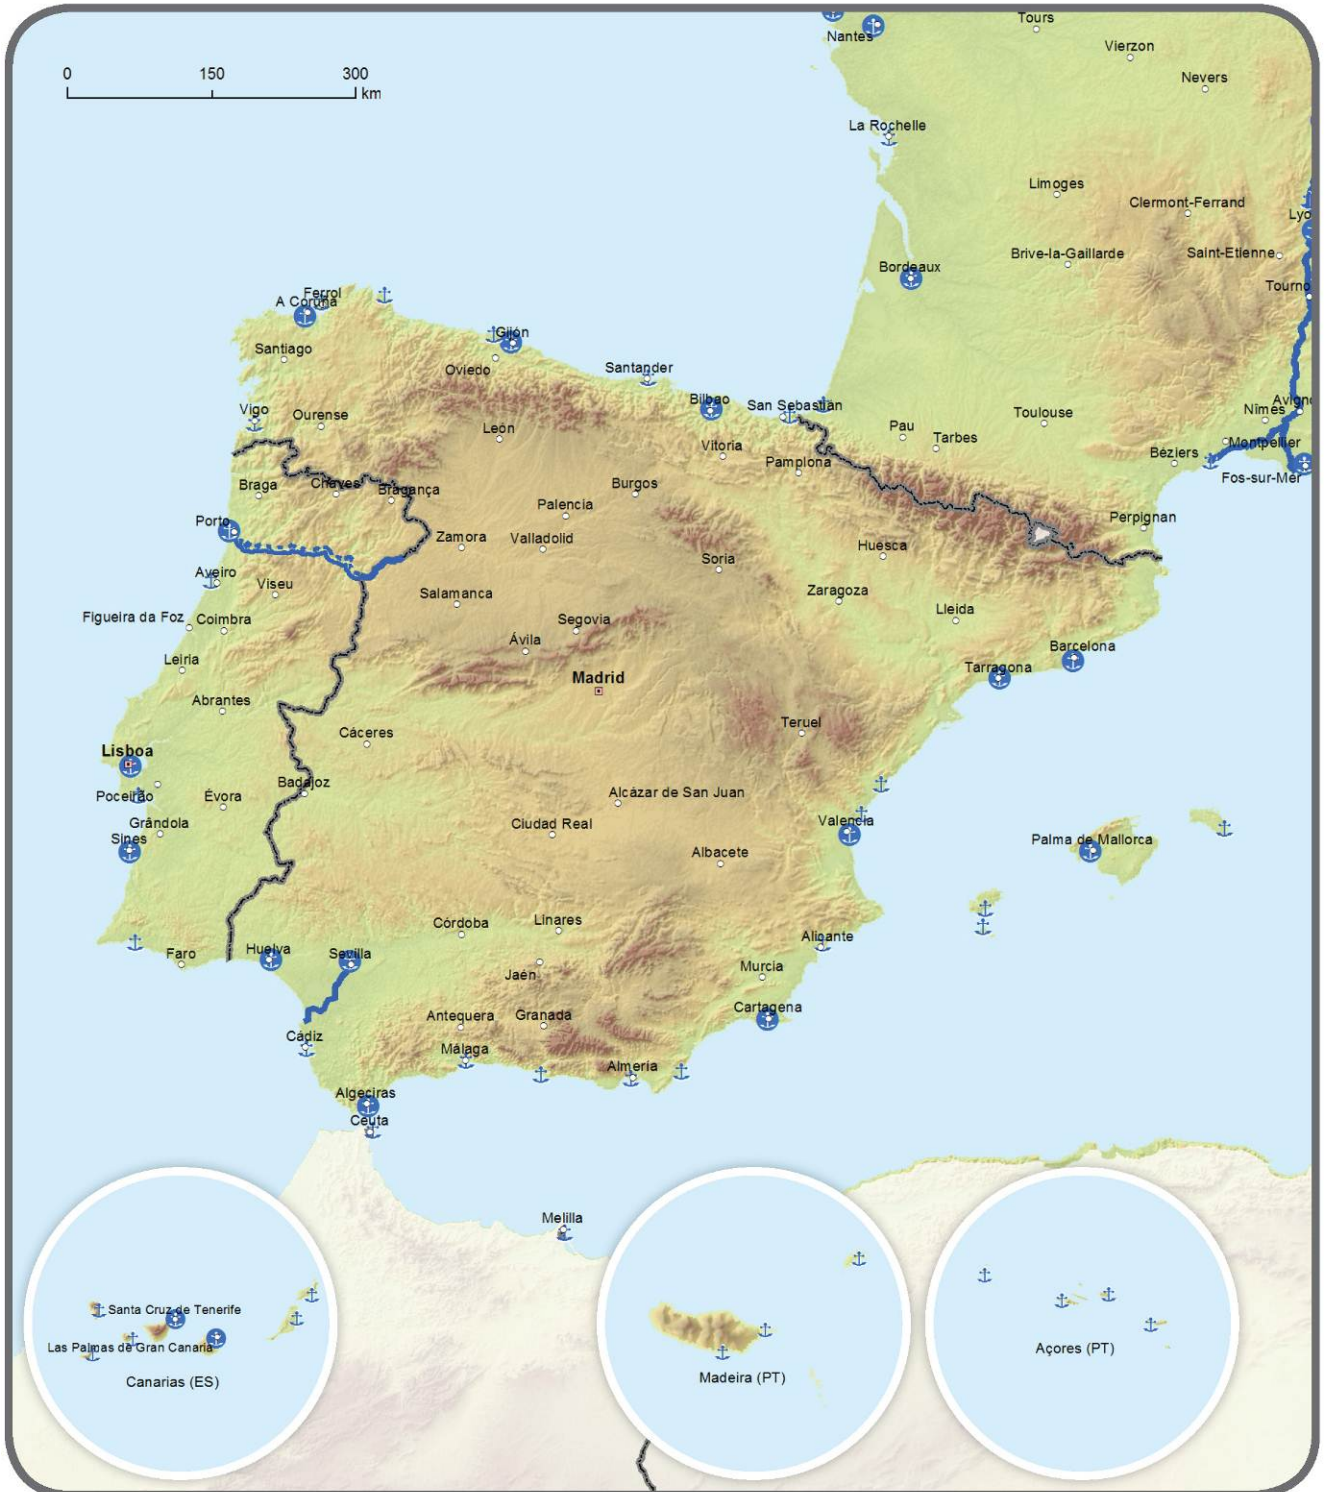 Tours
Nantes
Vierzon
0 150 300
km
Nevers
La Rochelle
Limoges
Clermont-Ferrand
Lyo
Brive-la-Gaillarde
Saint-Etienne
Bordeaux
Tourno
Ferrol
A Coruña
Gijón
Santiago
Oviedo
Santander
Bilbao
San Sebastián
Avigno
Nîmes
Vigo
Ourense
Toulouse
León
Pau
Tarbes
Montpellier
Vitoria
Béziers
Pamplona
Fos-sur-Mer
Braga
Chaves
Bragança
Burgos
Palencia
Perpignan
Porto
Zamora
Valladolid
Huesca
Soria
Aveiro
Viseu
Salamanca
Zaragoza
Lleida
Figueira da Foz
Coimbra
Segovia
Ávila
Barcelona
Leiria
Tarragona
Madrid
Abrantes
Teruel
Cáceres
Lisboa
Badajoz
Poceirão
Évora
Alcázar de San Juan
Grândola
Ciudad Real
Valencia
Sines
Palma de Mallorca
Albacete
Córdoba
Linares
Alicante
Faro
Huelva
Sevilla
Jaén
Murcia
Cartagena
Antequera
Granada
Cádiz
Málaga
Almería
Algeciras
Ceuta
Melilla
Santa Cruz de Tenerife
Las Palmas de Gran Canaria
Canarias (ES)
Madeira (PT)
Açores (PT)